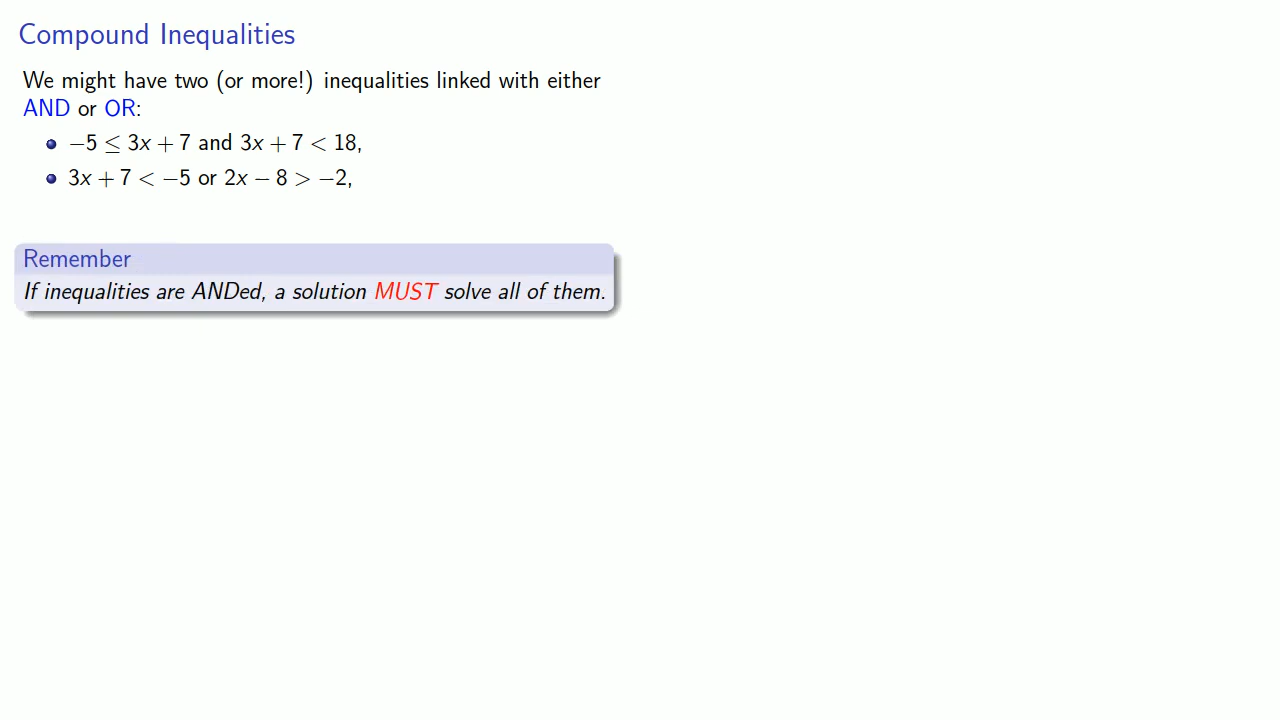 Compound Inequalities
We might have two (or more!) inequalities linked with either
AND or OR:
−5 ≤ 3x + 7 and 3x + 7 < 18,
3x + 7 < −5 or 2x − 8 > −2,
Remember
If inequalities are ANDed, a solution MUST solve all of them.